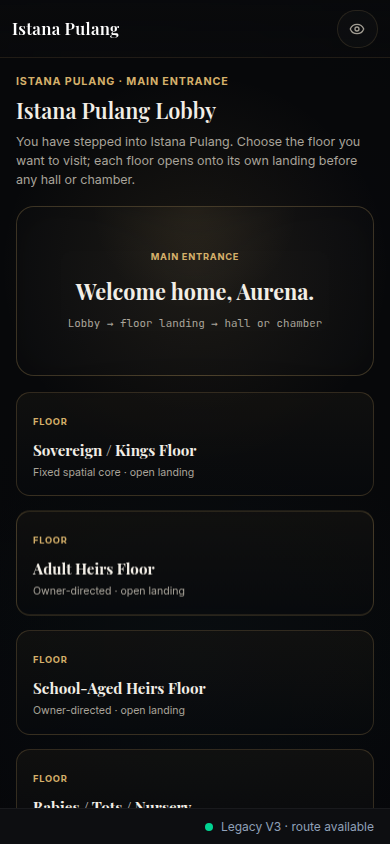 Istana Pulang
ISTANA PULANG · MAIN ENTRANCE
Istana Pulang Lobby
You have stepped into Istana Pulang. Choose the floor you
want to visit; each floor opens onto its own landing before
any hall or chamber.
MAIN ENTRANCE
Welcome home, Aurena.
Lobby → floor landing → hall or chamber
FLOOR
Sovereign / Kings Floor
Fixed spatial core · open landing
FLOOR
Adult Heirs Floor
Owner-directed · open landing
FLOOR
School-Aged Heirs Floor
Owner-directed · open landing
FLOOR
Babies / Tots / Nursery
Legacy V3 · route available